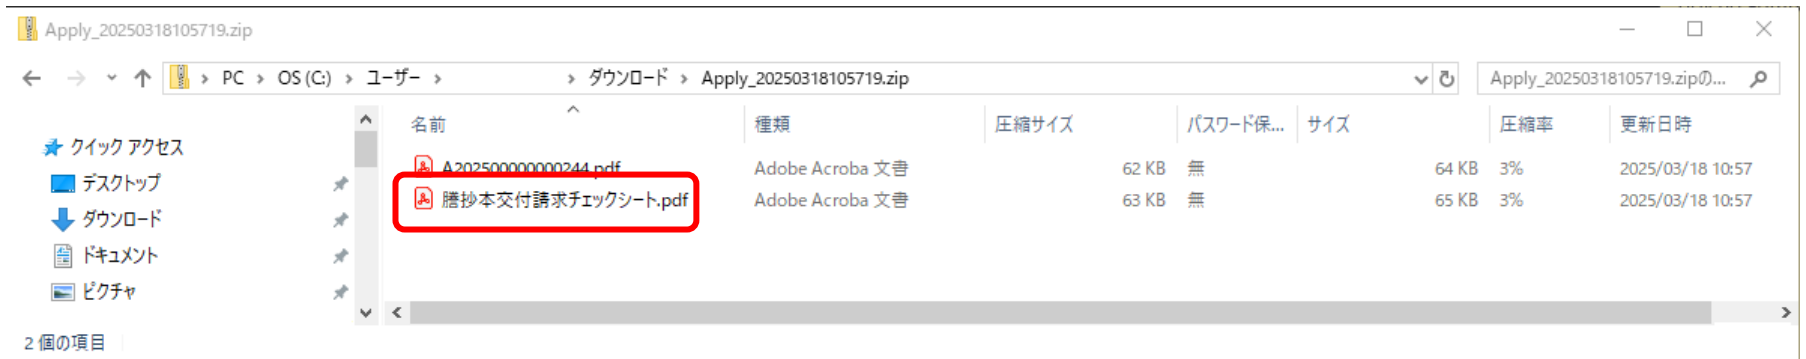 Apply_20250318105719.zip
PC > OS (C:) > ユーザー > > ダウンロード > Apply_20250318105719.zip
Apply_20250318105719.zipの...
名前 種類 圧縮サイズ パスワード保... サイズ 圧縮率 更新日時
クイック アクセス
A202500000000244.pdf Adobe Acroba 文書 62 KB 無 64 KB 3% 2025/03/18 10:57
デスクトップ
謄抄本交付請求チェックシート.pdf Adobe Acroba 文書 63 KB 無 65 KB 3% 2025/03/18 10:57
ダウンロード
ドキュメント
ピクチャ
2 個の項目